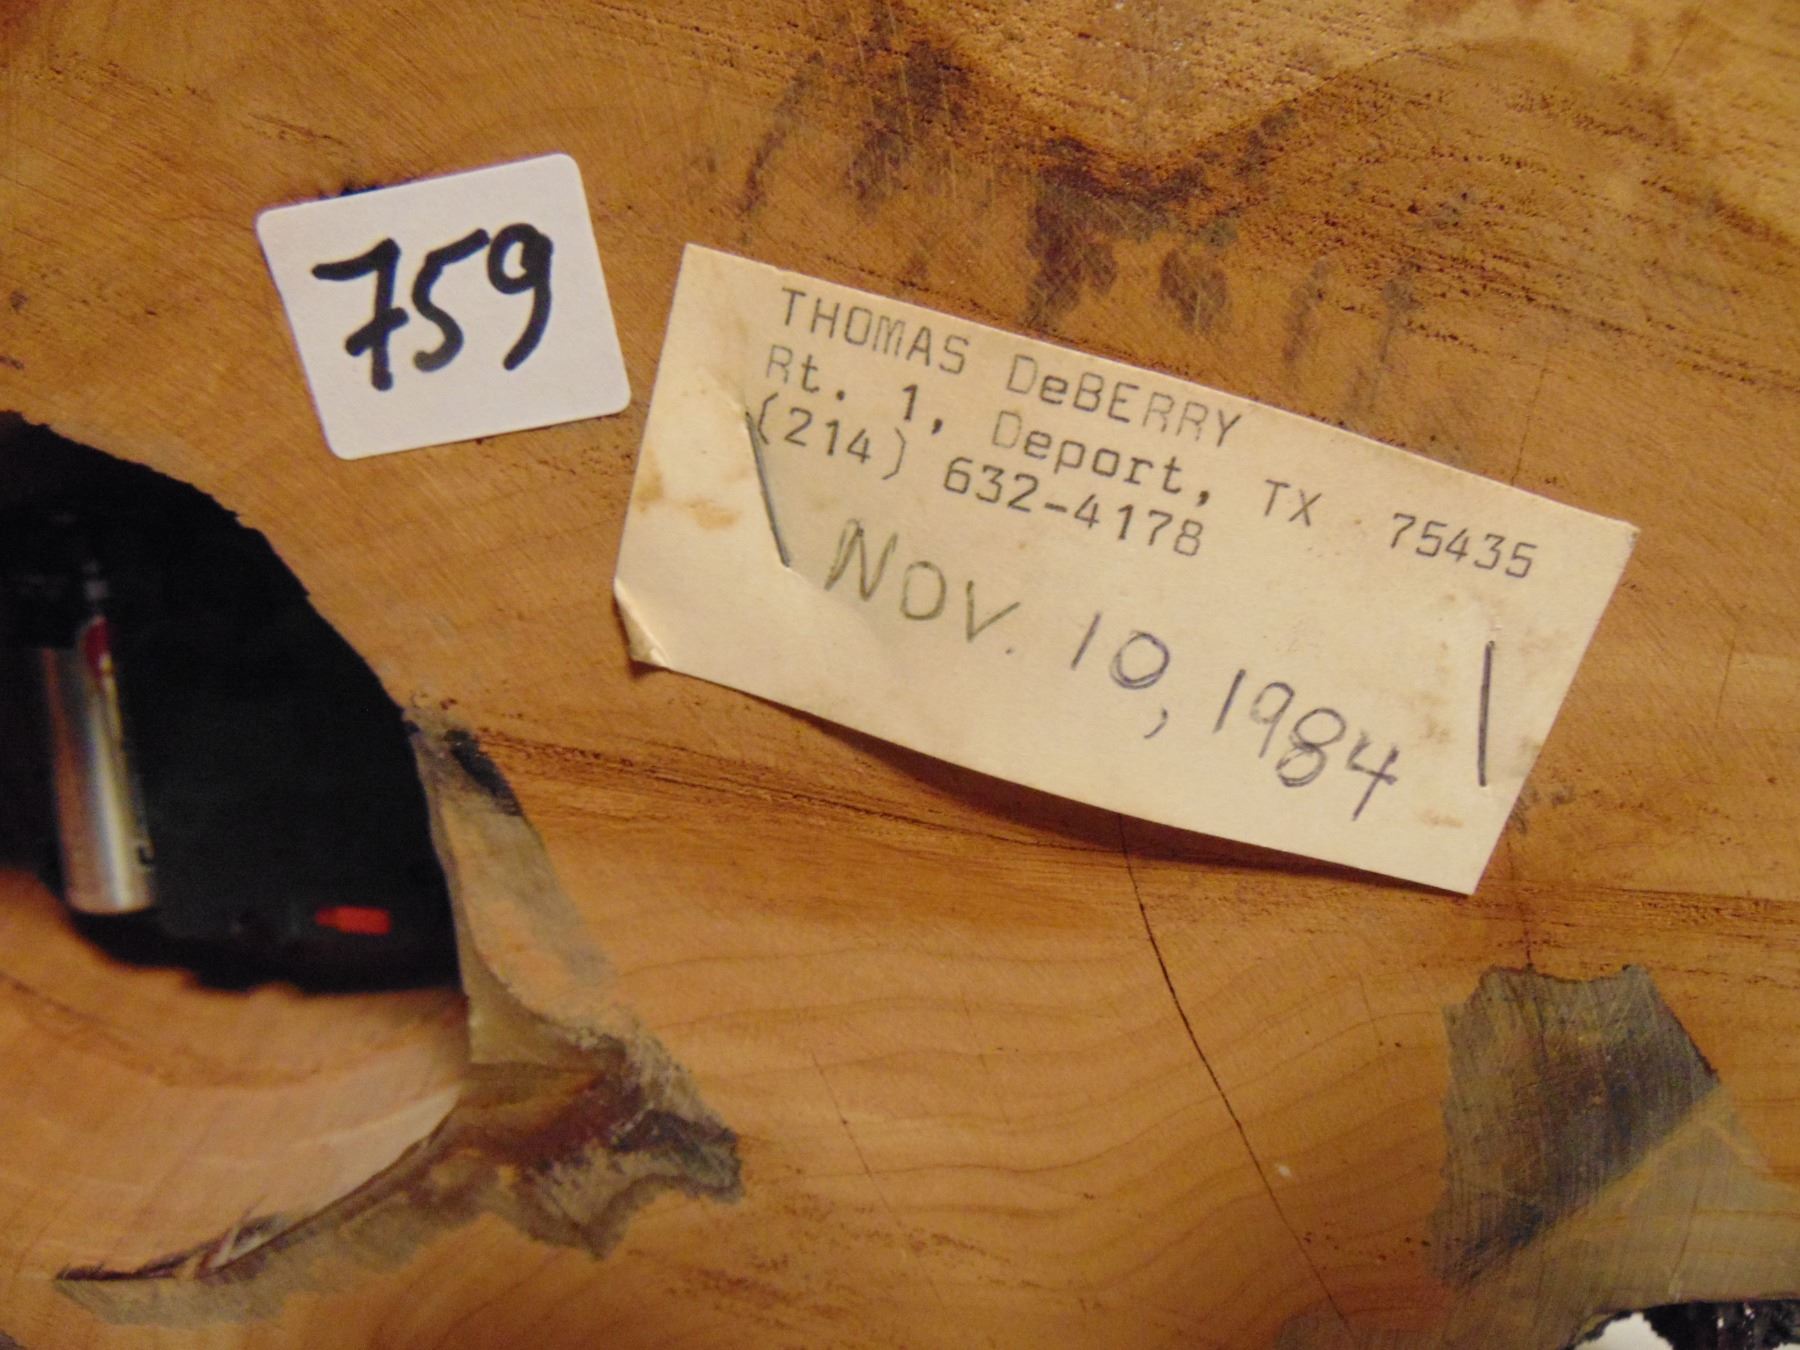 759
THOMAS DeBERRY
Rt. 1, Deport, TX 75435
(214) 632-4178
NOV. 10, 1984